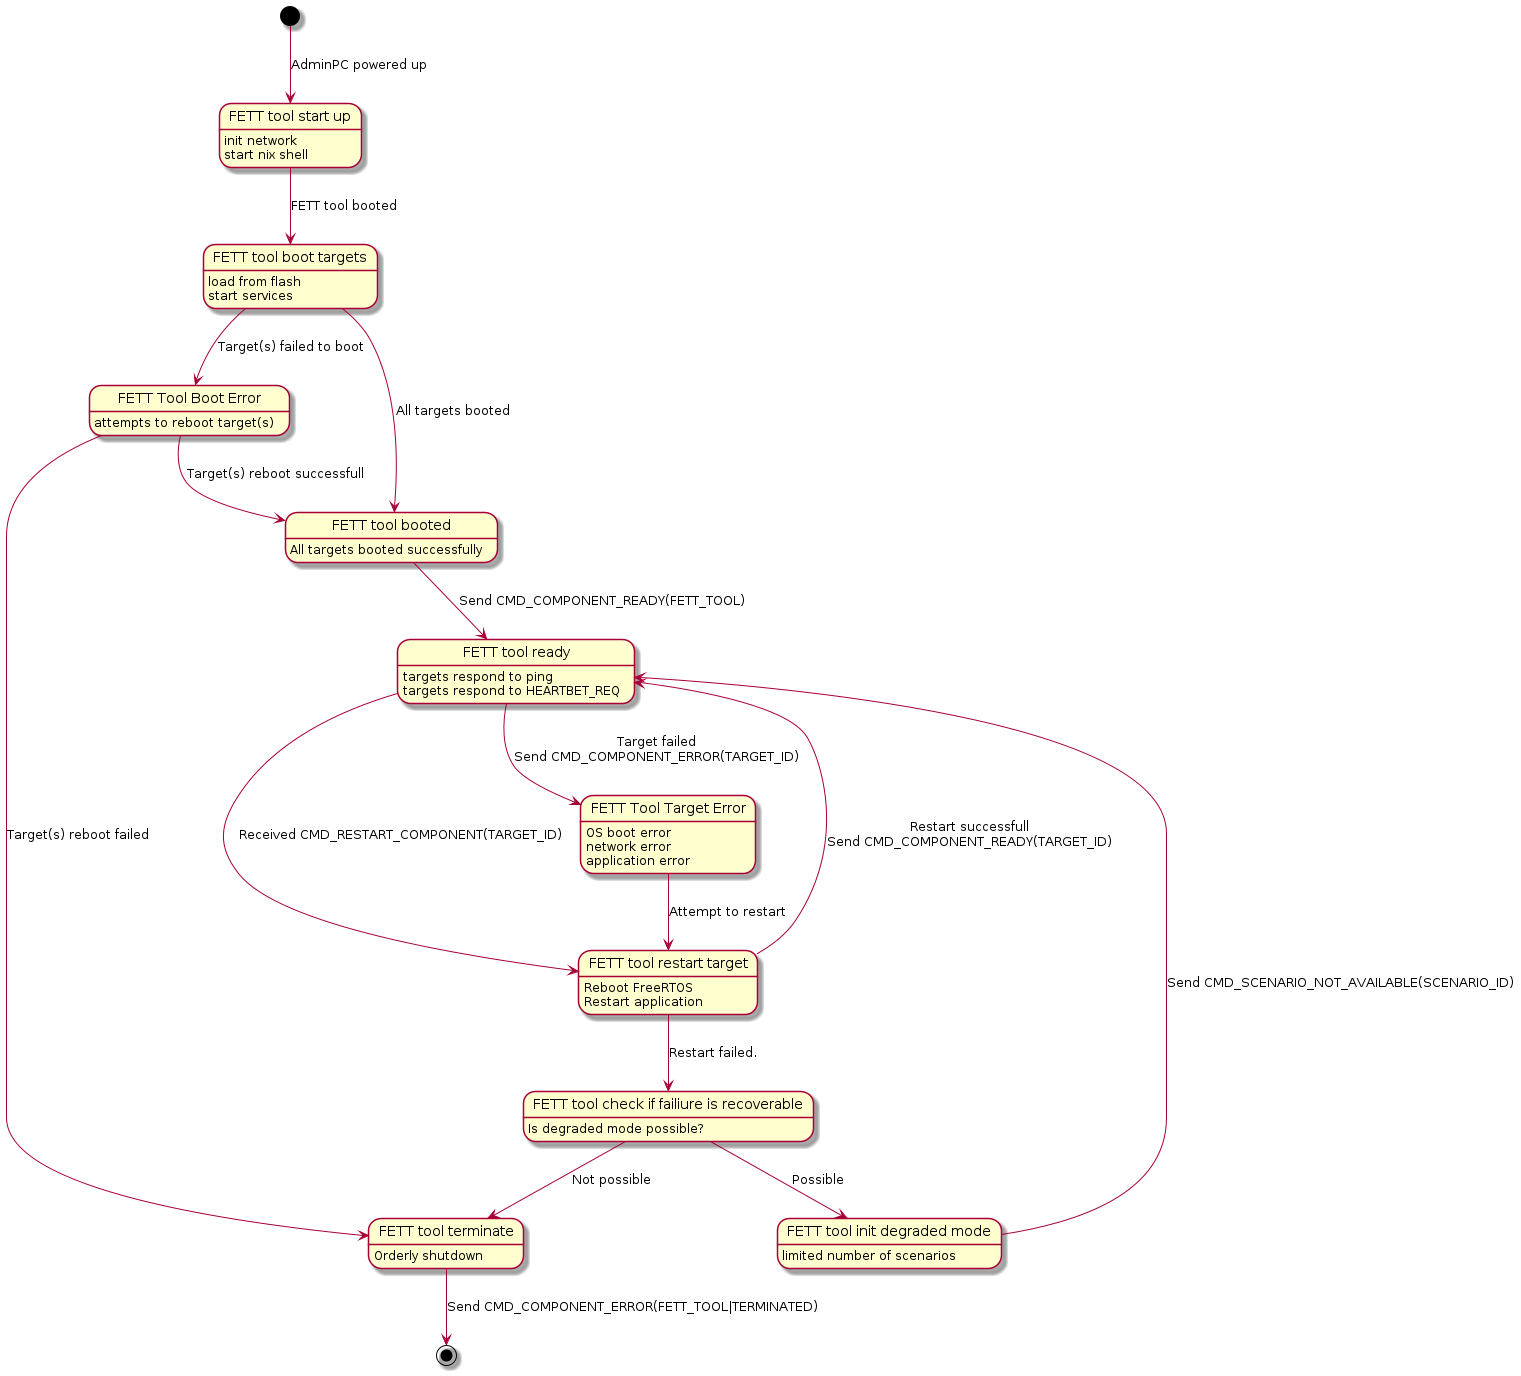 AdminPC powered up
FETT tool start up
init network
start nix shell
FETT tool booted
FETT tool boot targets
load from flash
start services
Target(s) failed to boot
FETT Tool Boot Error
attempts to reboot target(s)
All targets booted
Target(s) reboot successfull
FETT tool booted
All targets booted successfully
Send CMD_COMPONENT_READY(FETT_TOOL)
FETT tool ready
targets respond to ping
targets respond to HEARTBET_REQ
Target failed
Send CMD_COMPONENT_ERROR(TARGET_ID)
FETT Tool Target Error
OS boot error
network error
application error
Target(s) reboot failed
Received CMD_RESTART_COMPONENT(TARGET_ID)
Restart successfull
Send CMD_COMPONENT_READY(TARGET_ID)
Attempt to restart
FETT tool restart target
Reboot FreeRTOS
Restart application
Send CMD_SCENARIO_NOT_AVAILABLE(SCENARIO_ID)
Restart failed.
FETT tool check if failiure is recoverable
Is degraded mode possible?
Not possible
Possible
FETT tool terminate
Orderly shutdown
FETT tool init degraded mode
limited number of scenarios
Send CMD_COMPONENT_ERROR(FETT_TOOL|TERMINATED)